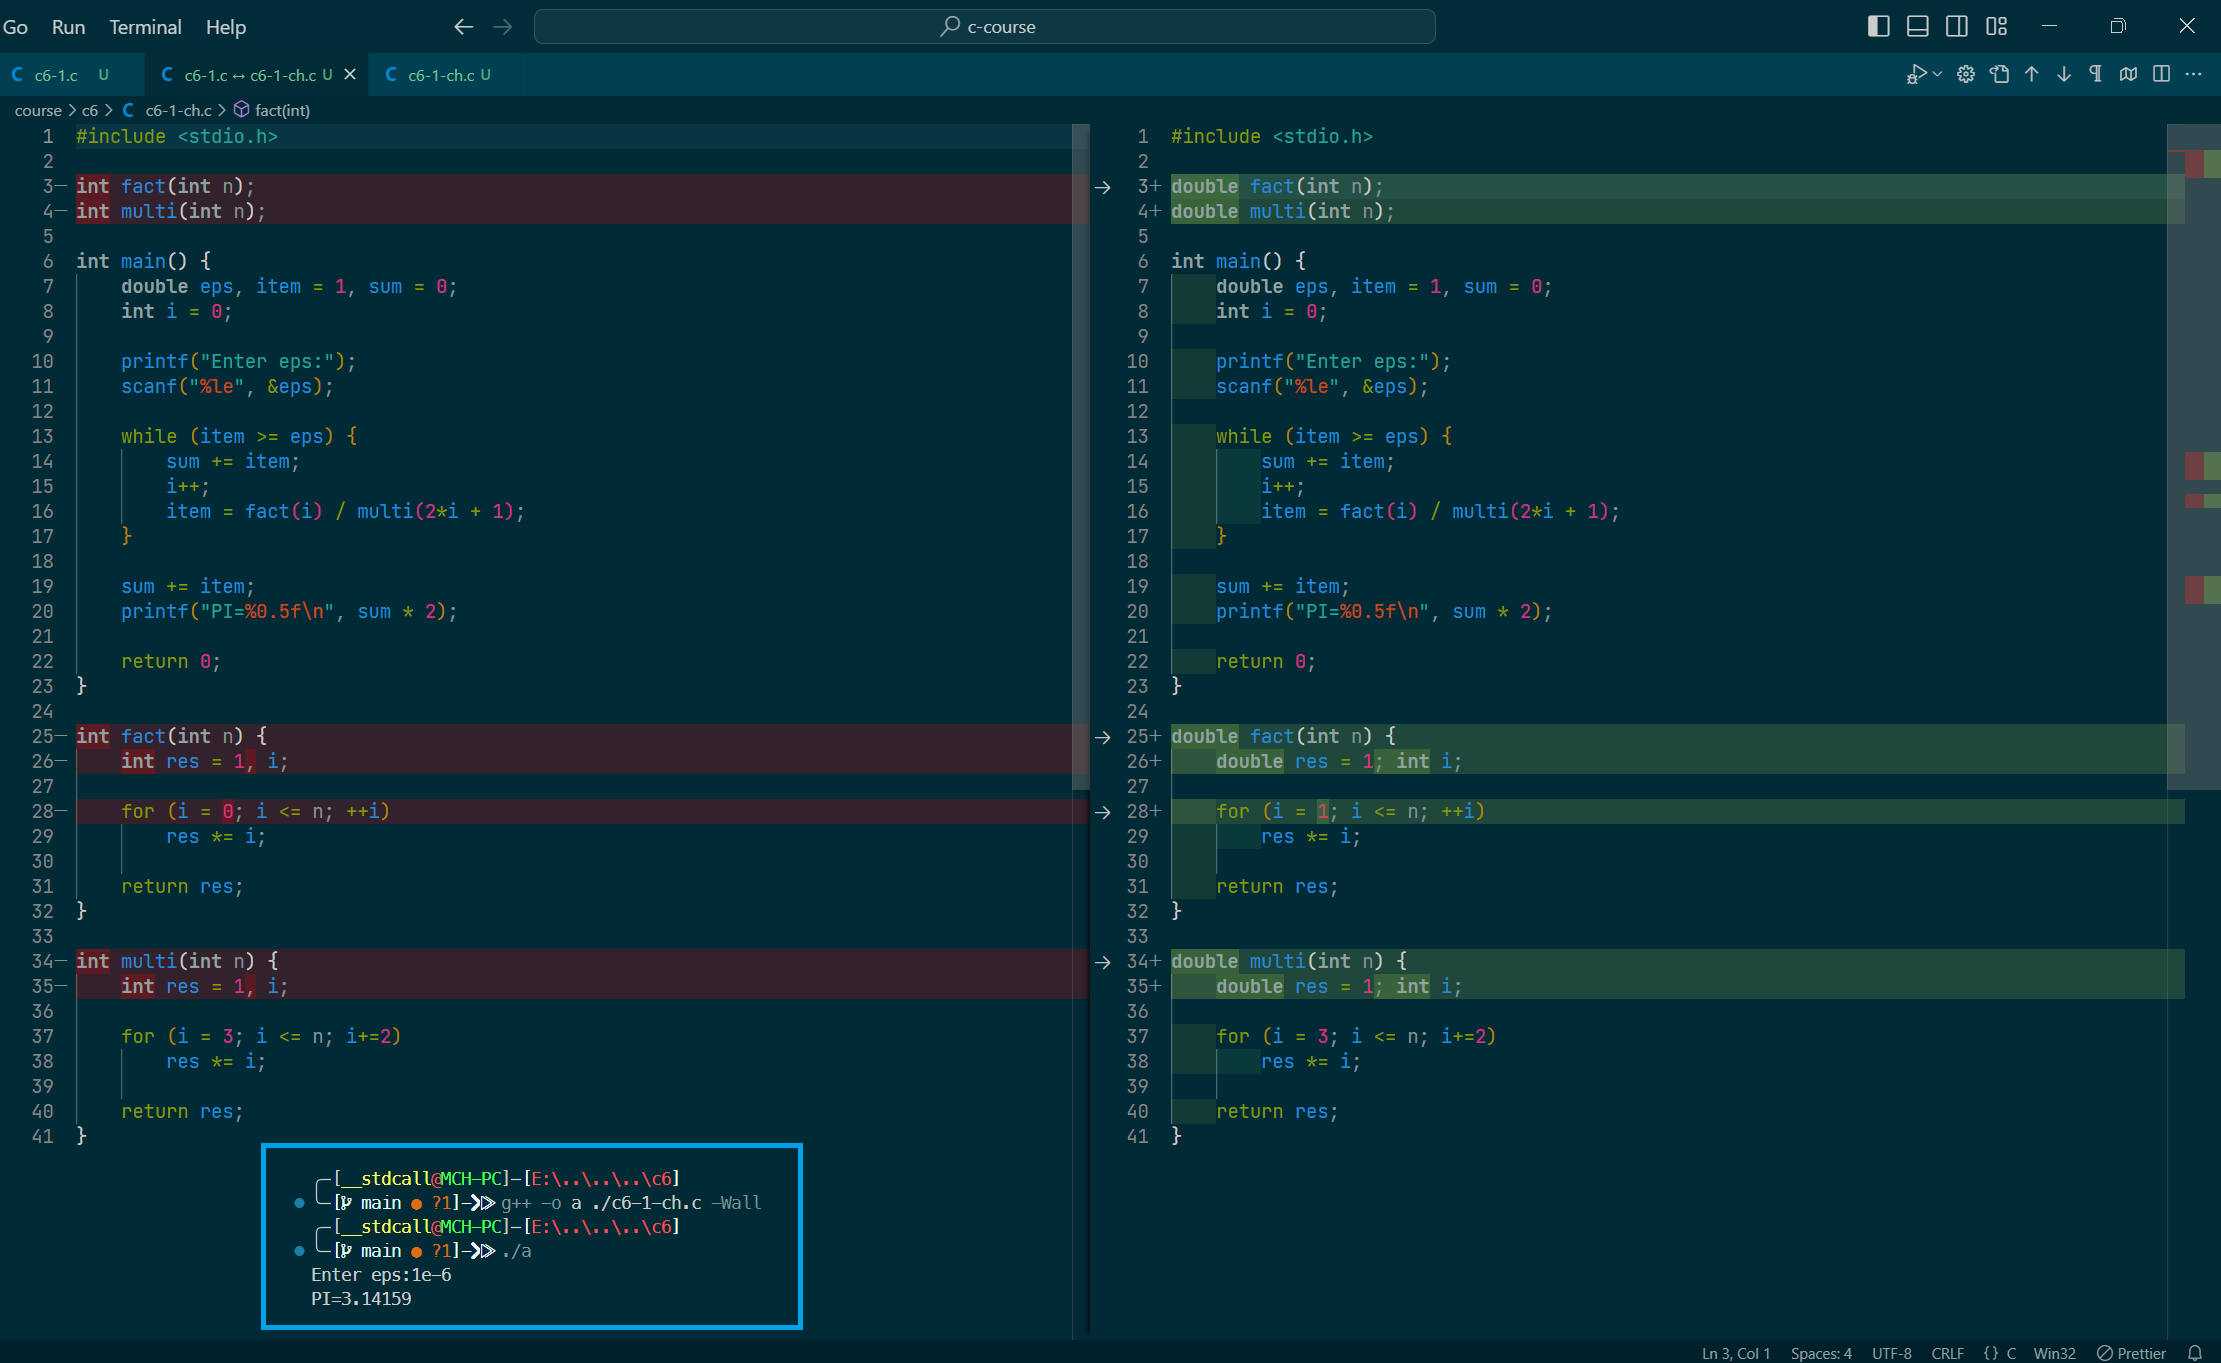 Go Run Terminal Help
c-course
c6-1.c U
c6-1.c ↔ c6-1-ch.c U
c6-1-ch.c U
course > c6 > C c6-1-ch.c > fact(int)
1 #include <stdio.h>
2
3— int fact(int n);
4— int multi(int n);
5
6 int main() {
7     double eps, item = 1, sum = 0;
8     int i = 0;
9
10     printf("Enter eps:");
11     scanf("%le", &eps);
12
13     while (item >= eps) {
14         sum += item;
15         i++;
16         item = fact(i) / multi(2*i + 1);
17     }
18
19     sum += item;
20     printf("PI=%0.5f\n", sum * 2);
21
22     return 0;
23 }
24
25— int fact(int n) {
26—     int res = 1, i;
27
28—     for (i = 0; i <= n; ++i)
29         res *= i;
30
31     return res;
32 }
33
34— int multi(int n) {
35—     int res = 1, i;
36
37     for (i = 3; i <= n; i+=2)
38         res *= i;
39
40     return res;
41 }
1 #include <stdio.h>
2
3+ double fact(int n);
4+ double multi(int n);
5
6 int main() {
7     double eps, item = 1, sum = 0;
8     int i = 0;
9
10     printf("Enter eps:");
11     scanf("%le", &eps);
12
13     while (item >= eps) {
14         sum += item;
15         i++;
16         item = fact(i) / multi(2*i + 1);
17     }
18
19     sum += item;
20     printf("PI=%0.5f\n", sum * 2);
21
22     return 0;
23 }
24
25+ double fact(int n) {
26+     double res = 1; int i;
27
28+     for (i = 1; i <= n; ++i)
29         res *= i;
30
31     return res;
32 }
33
34+ double multi(int n) {
35+     double res = 1; int i;
36
37     for (i = 3; i <= n; i+=2)
38         res *= i;
39
40     return res;
41 }
[__stdcall@MCH-PC]-[E:\..\..\..\c6]
[main ● ?1] g++ -o a ./c6-1-ch.c -Wall
[__stdcall@MCH-PC]-[E:\..\..\..\c6]
[main ● ?1] ./a
Enter eps:1e-6
PI=3.14159
Ln 3, Col 1 Spaces: 4 UTF-8 CRLF {} C Win32 Prettier